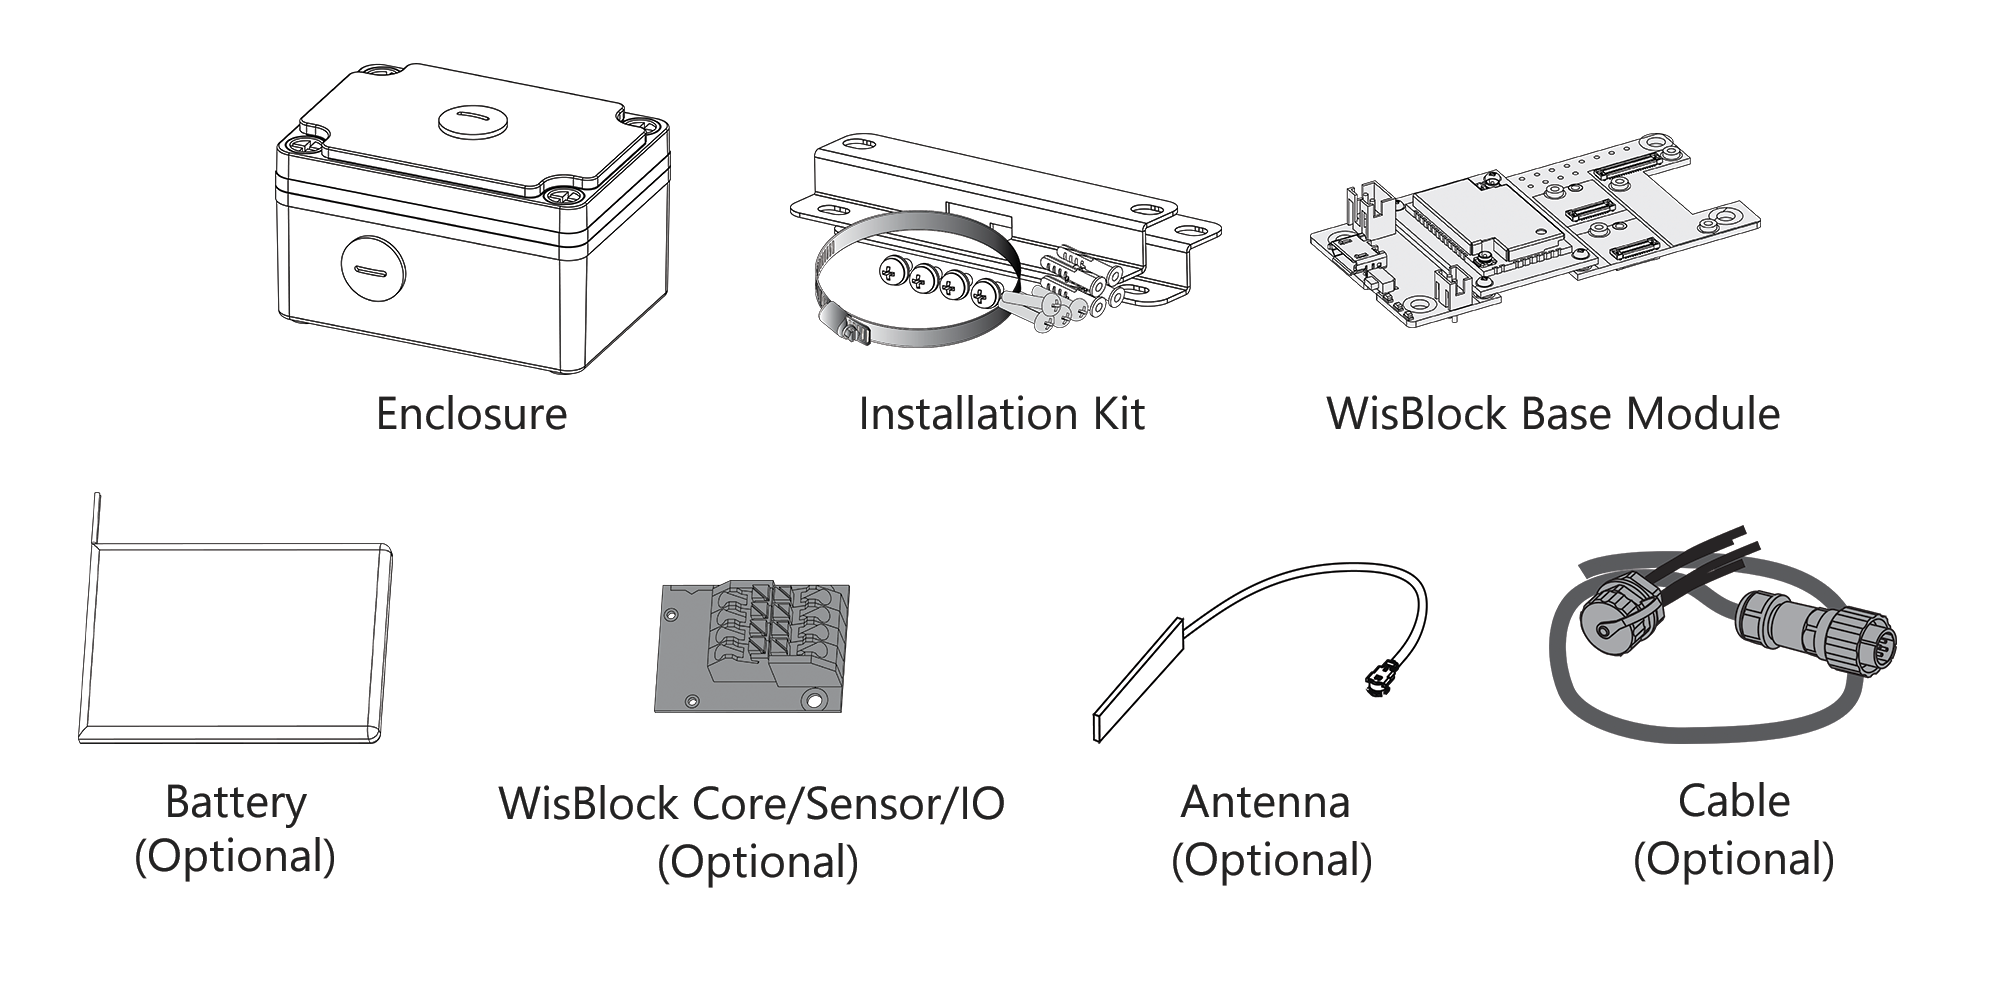 Enclosure
Installation Kit
WisBlock Base Module
Battery
(Optional)
WisBlock Core/Sensor/IO
(Optional)
Antenna
(Optional)
Cable
(Optional)